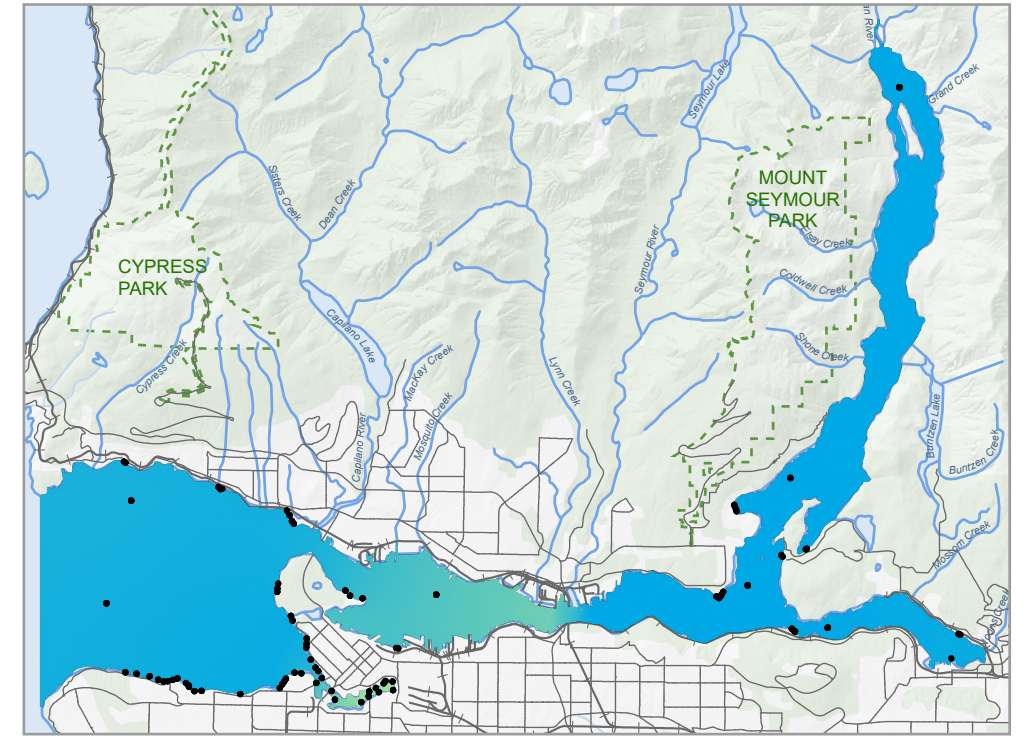 Grand Creek
Seymour Lake
MOUNT
SEYMOUR
PARK
Sisters Creek
Dean Creek
Elsay Creek
Seymour River
CYPRESS
PARK
Coldwell Creek
Capilano Lake
Shone Creek
Cypress Creek
MacKay Creek
Lynn Creek
Mosquito Creek
Capilano River
Buntzen Lake
Buntzen Creek
Mossom Creek
River